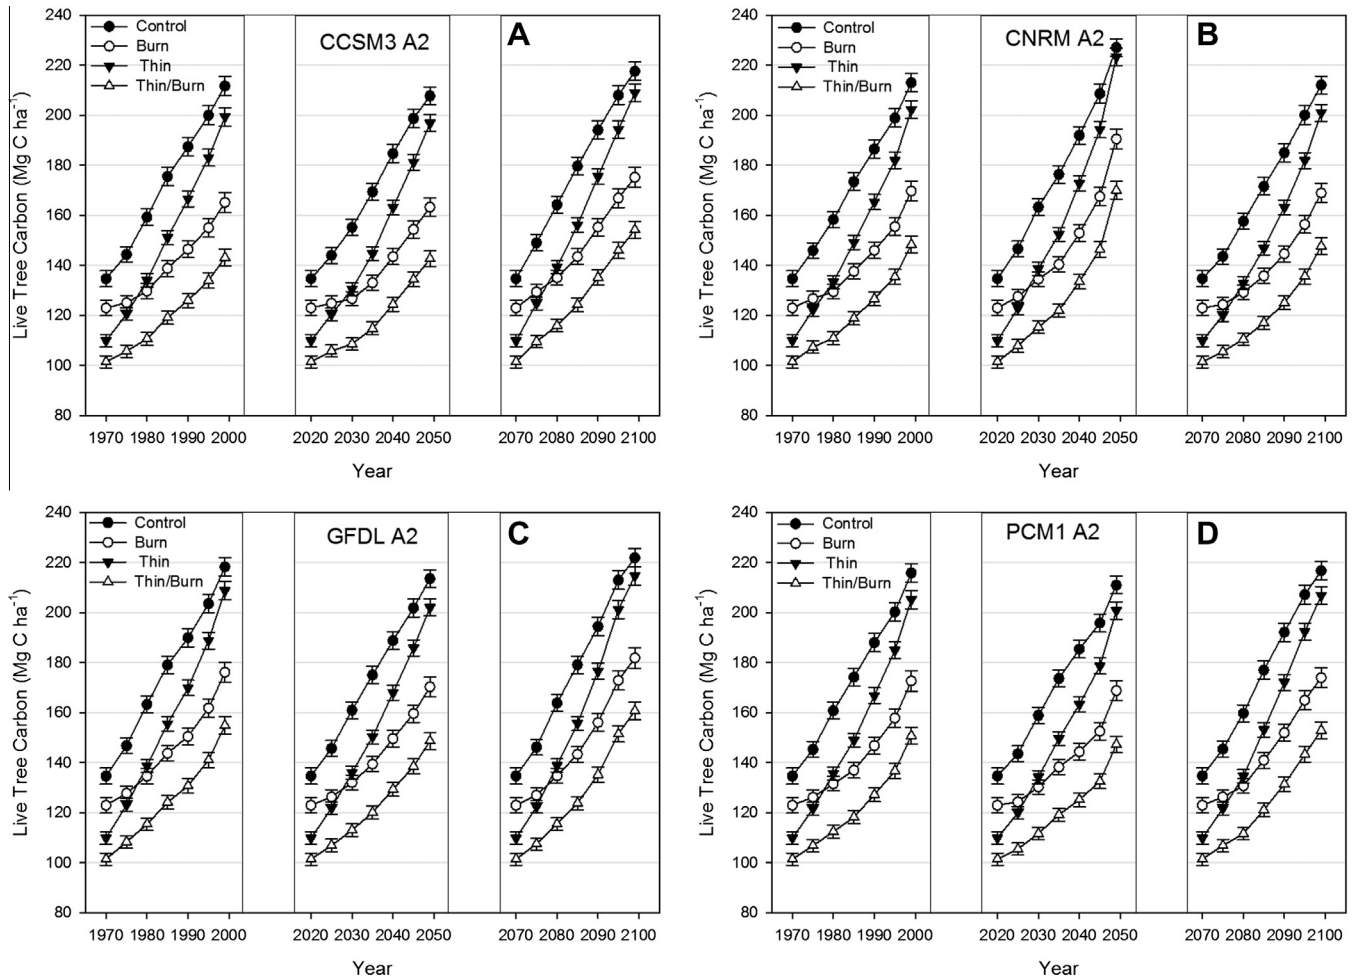 240
220
200
180
160
140
120
100
80
Live Tree Carbon (Mg C ha-1)
Control
Burn
Thin
Thin/Burn
CCSM3 A2
A
1970 1980 1990 2000
2020 2030 2040 2050
2070 2080 2090 2100
Year
240
220
200
180
160
140
120
100
80
Live Tree Carbon (Mg C ha-1)
Control
Burn
Thin
Thin/Burn
CNRM A2
B
1970 1980 1990 2000
2020 2030 2040 2050
2070 2080 2090 2100
Year
240
220
200
180
160
140
120
100
80
Live Tree Carbon (Mg C ha-1)
Control
Burn
Thin
Thin/Burn
GFDL A2
C
1970 1980 1990 2000
2020 2030 2040 2050
2070 2080 2090 2100
Year
240
220
200
180
160
140
120
100
80
Live Tree Carbon (Mg C ha-1)
Control
Burn
Thin
Thin/Burn
PCM1 A2
D
1970 1980 1990 2000
2020 2030 2040 2050
2070 2080 2090 2100
Year